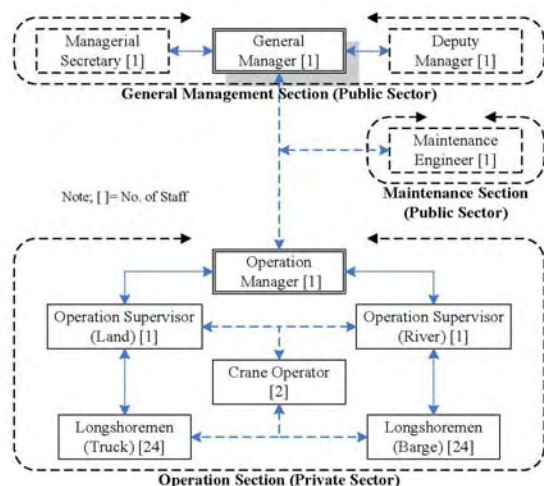 Managerial
Secretary [1]
General
Manager [1]
Deputy
Manager [1]
General Management Section (Public Sector)
Maintenance
Engineer [1]
Note; [ ]= No. of Staff
Maintenance Section
(Public Sector)
Operation
Manager [1]
Operation Supervisor
(Land) [1]
Operation Supervisor
(River) [1]
Crane Operator
[2]
Longshoremen
(Truck) [24]
Longshoremen
(Barge) [24]
Operation Section (Private Sector)